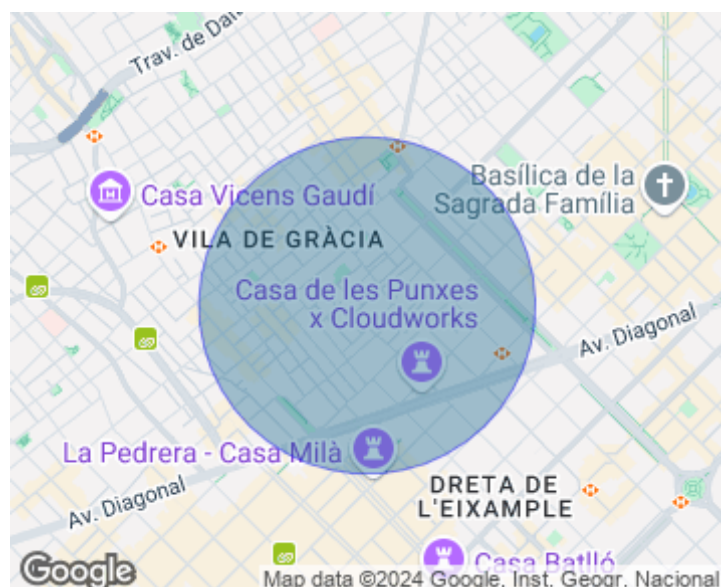 Trav. de Dal
Casa Vicens Gaudí
Basílica de la
Sagrada Família
VILA DE GRÀCIA
Casa de les Punxes
x Cloudworks
Av. Diagonal
La Pedrera - Casa Milà
Av. Diagonal
DRETA DE
L'EIXAMPLE
Casa Batlló
Google
Map data ©2024 Google, Inst. Geogr. Nacional